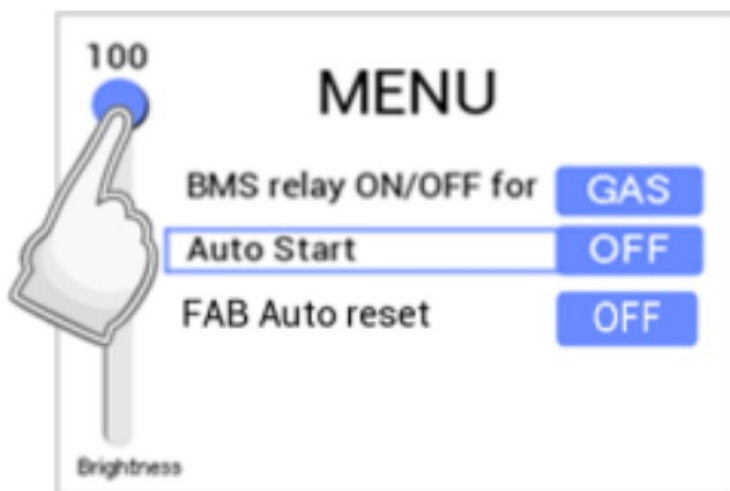 100
MENU
BMS relay ON/OFF for GAS
Auto Start OFF
FAB Auto reset OFF
Brightness